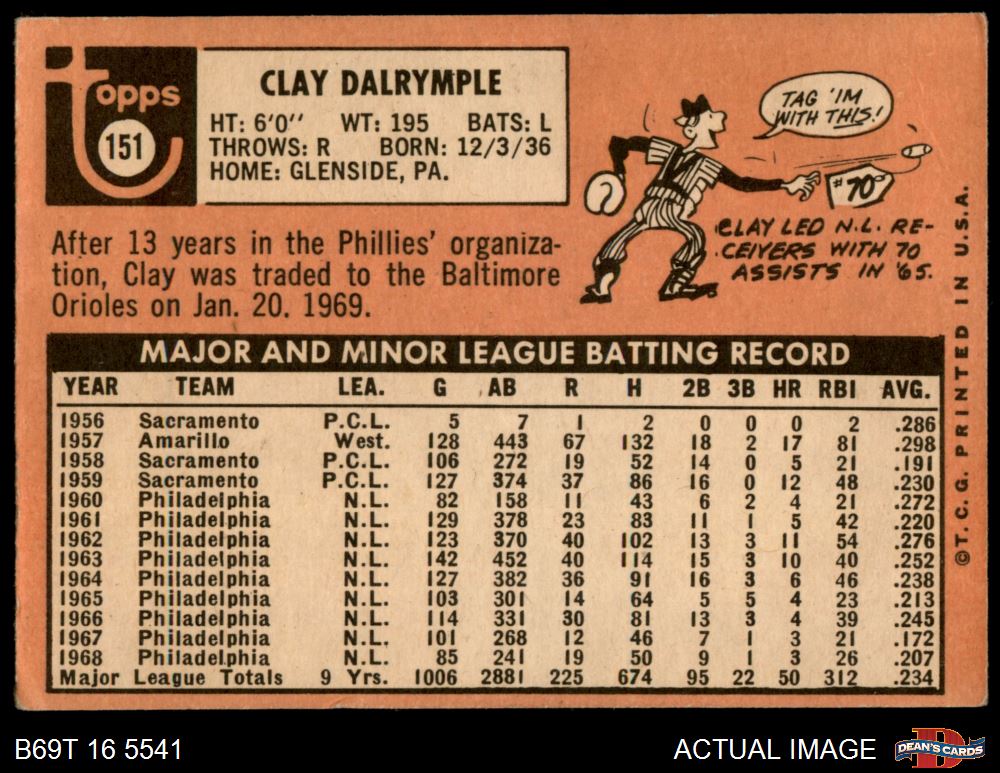 Topps
151
CLAY DALRYMPLE
HT: 6'0" WT: 195 BATS: L
THROWS: R BORN: 12/3/36
HOME: GLENSIDE, PA.
After 13 years in the Phillies' organiza-
tion, Clay was traded to the Baltimore
Orioles on Jan. 20. 1969.
TAG 'IM
WITH THIS!
#70
CLAY LED N.L. RE-
CEIVERS WITH 70
ASSISTS IN '65.
MAJOR AND MINOR LEAGUE BATTING RECORD
YEAR TEAM LEA. G AB R H 2B 3B HR RBI AVG.
1956 Sacramento P.C.L. 5 7 1 2 0 0 0 2 .286
1957 Amarillo West. 128 443 67 132 18 2 17 81 .298
1958 Sacramento P.C.L. 106 272 19 52 14 0 5 21 .191
1959 Sacramento P.C.L. 127 374 37 86 16 0 12 48 .230
1960 Philadelphia N.L. 82 158 11 43 6 2 4 21 .272
1961 Philadelphia N.L. 129 378 23 83 11 1 5 42 .220
1962 Philadelphia N.L. 123 370 40 102 13 3 11 54 .276
1963 Philadelphia N.L. 142 452 40 114 15 3 10 40 .252
1964 Philadelphia N.L. 127 382 36 91 16 3 6 46 .238
1965 Philadelphia N.L. 103 301 14 64 5 5 4 23 .213
1966 Philadelphia N.L. 114 331 30 81 13 3 4 39 .245
1967 Philadelphia N.L. 101 268 12 46 7 1 3 21 .172
1968 Philadelphia N.L. 85 241 19 50 9 1 3 26 .207
Major League Totals 9 Yrs. 1006 2881 225 674 95 22 50 312 .234
©T.C.G. PRINTED IN U.S.A.
B69T 16 5541
ACTUAL IMAGE
D
DEAN'S CARDS